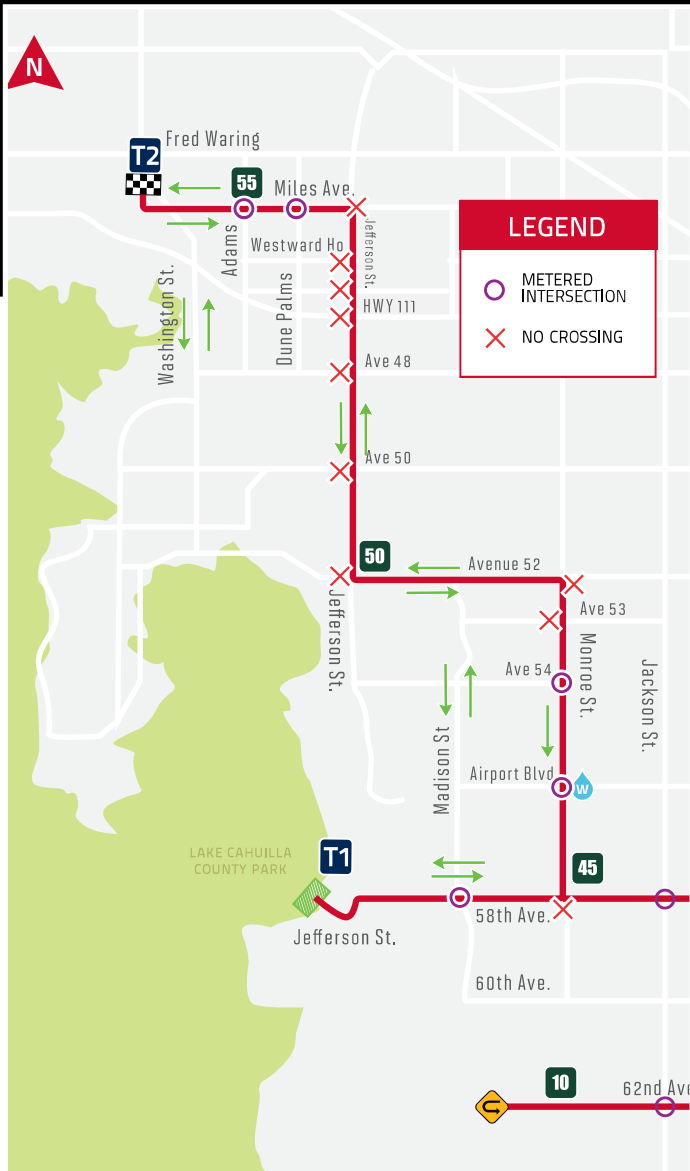 N
Fred Waring
T2
55
Miles Ave.
Adams
Westward Ho
Jefferson St.
LEGEND
METERED
INTERSECTION
NO CROSSING
Washington St.
Dune Palms
HWY 111
Ave 48
Ave 50
50
Avenue 52
Jefferson St.
Ave 53
Monroe St.
Ave 54
Jackson St.
Madison St
Airport Blvd
W
LAKE CAHUILLA
COUNTY PARK
T1
45
58th Ave.
Jefferson St.
60th Ave.
10
62nd Ave